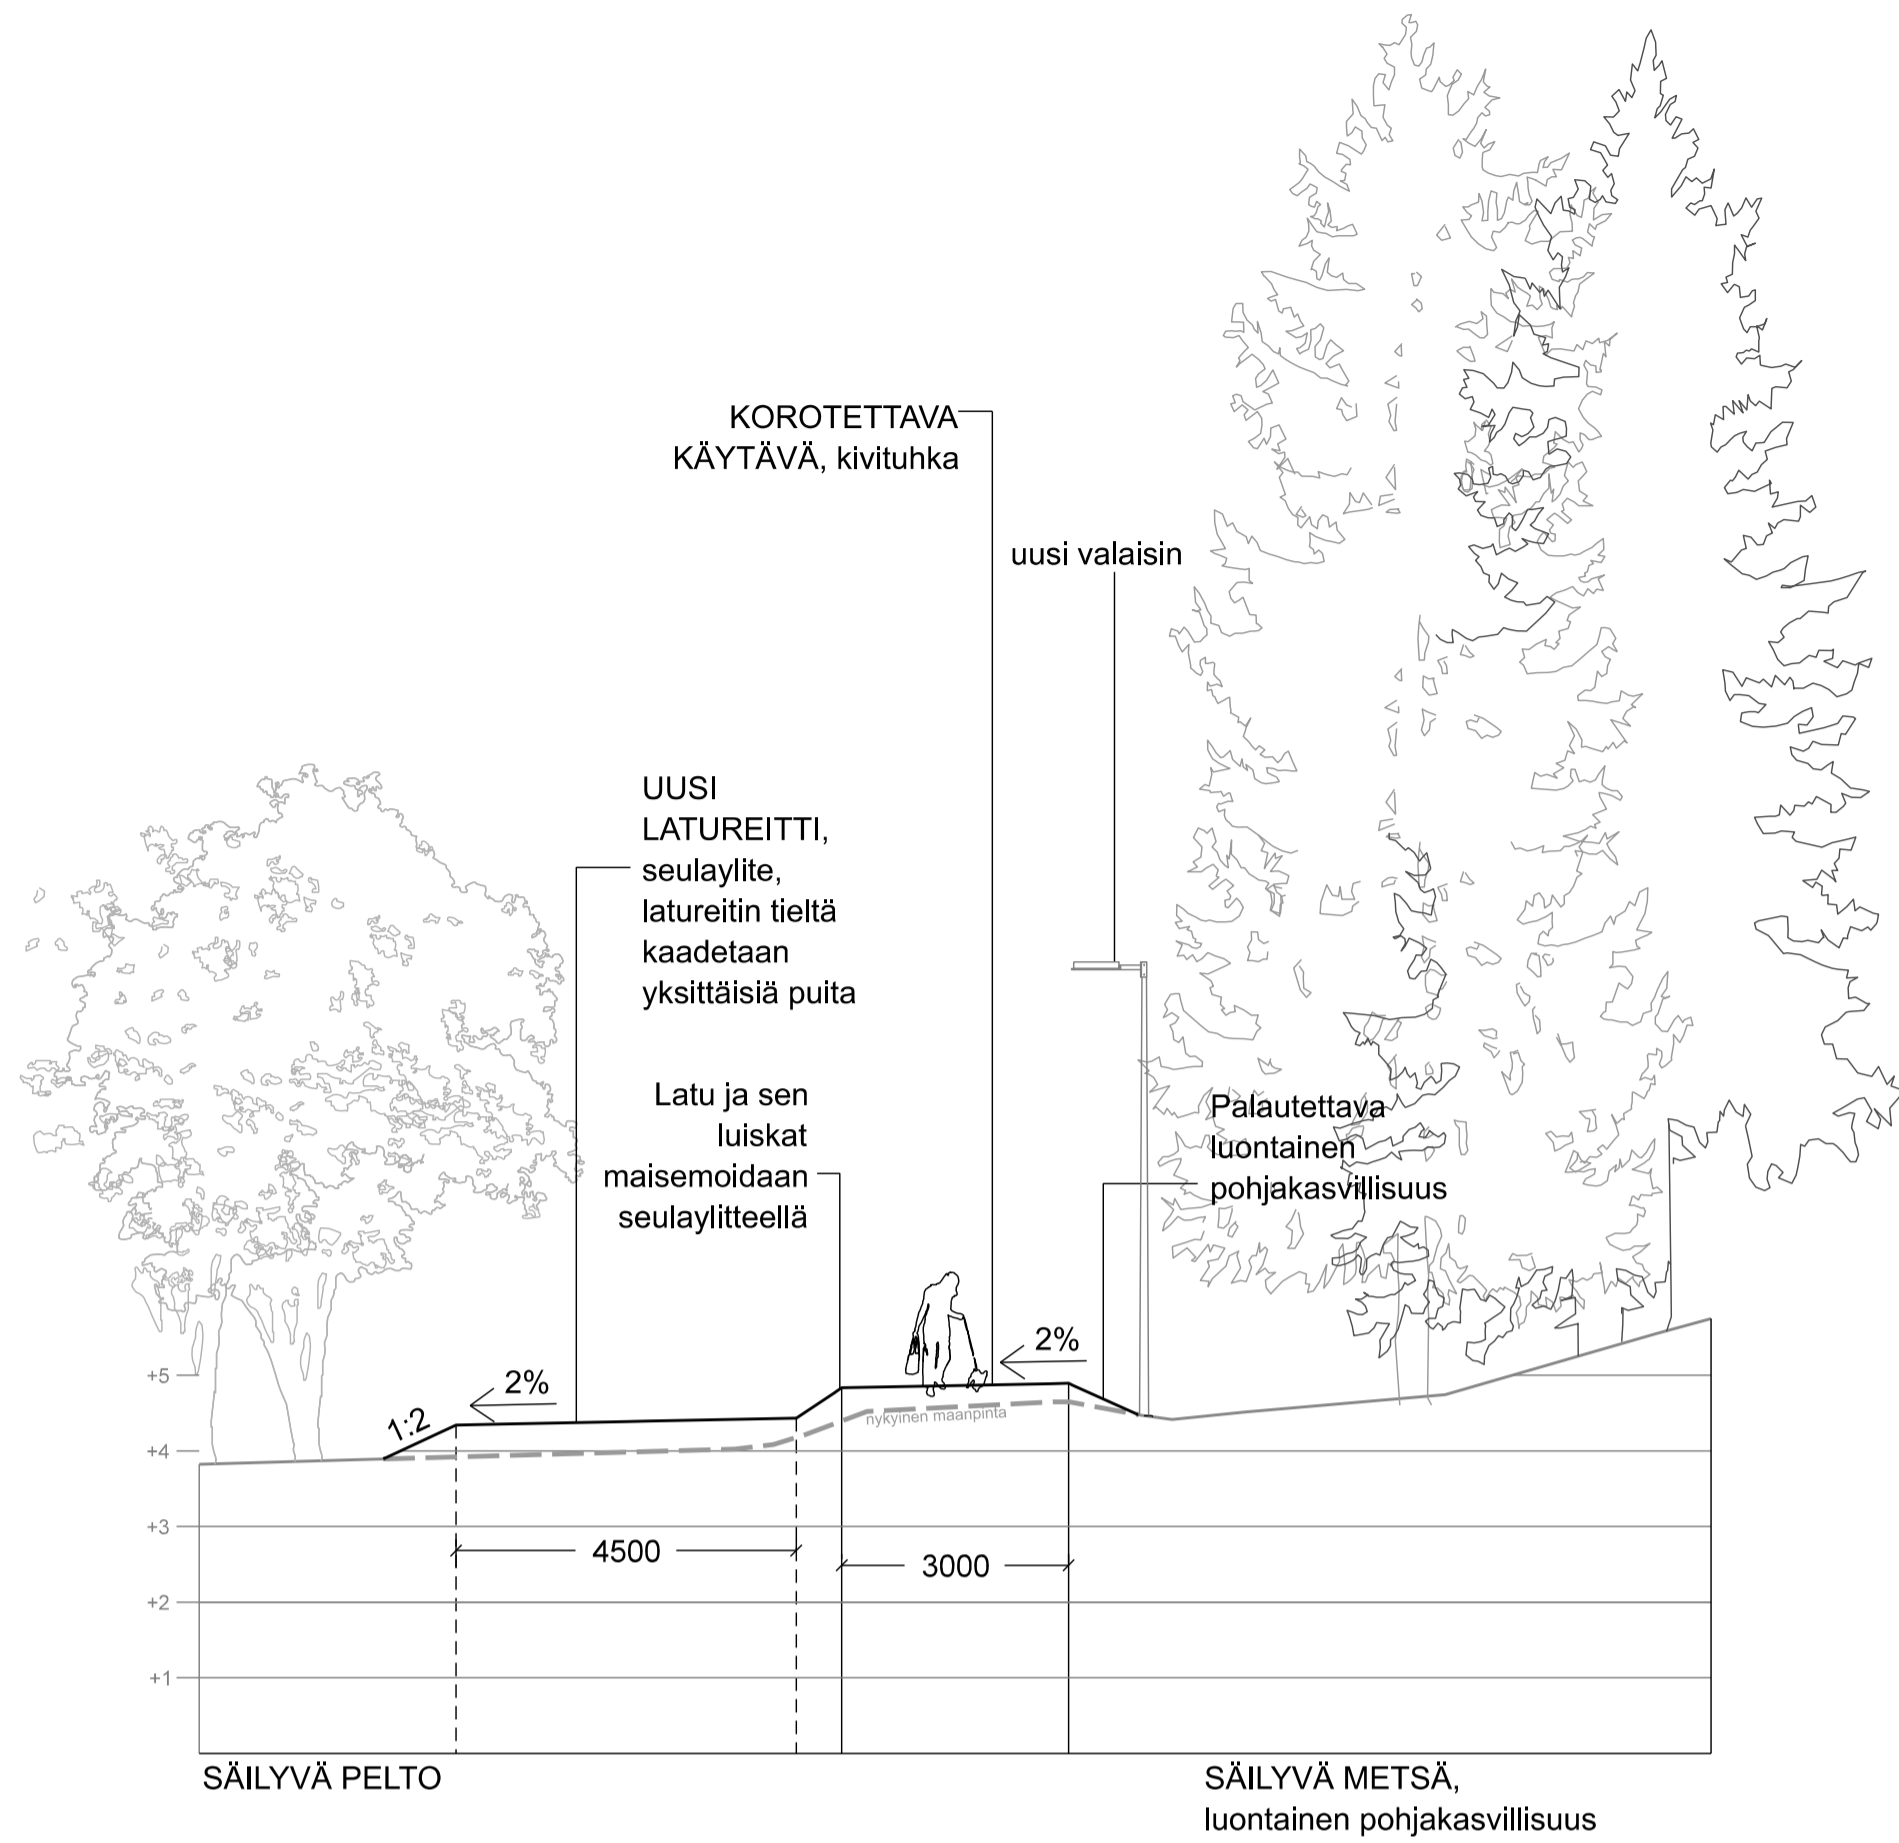 KOROTETTAVA
KÄYTÄVÄ, kivituhka
uusi valaisin
UUSI
LATUREITTI,
seulaylite,
latureitin tieltä
kaadetaan
yksittäisiä puita
Latu ja sen
luiskat
maisemoidaan
seulaylitteellä
Palautettava
luontainen
pohjakasvillisuus
2%
2%
1:2
nykyinen maanpinta
+5
+4
+3
+2
+1
4500
3000
SÄILYVÄ PELTO
SÄILYVÄ METSÄ,
luontainen pohjakasvillisuus